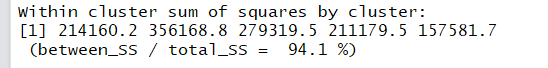 Within cluster sum of squares by cluster:
[1] 214160.2 356168.8 279319.5 211179.5 157581.7
(between_SS / total_SS =  94.1 %)